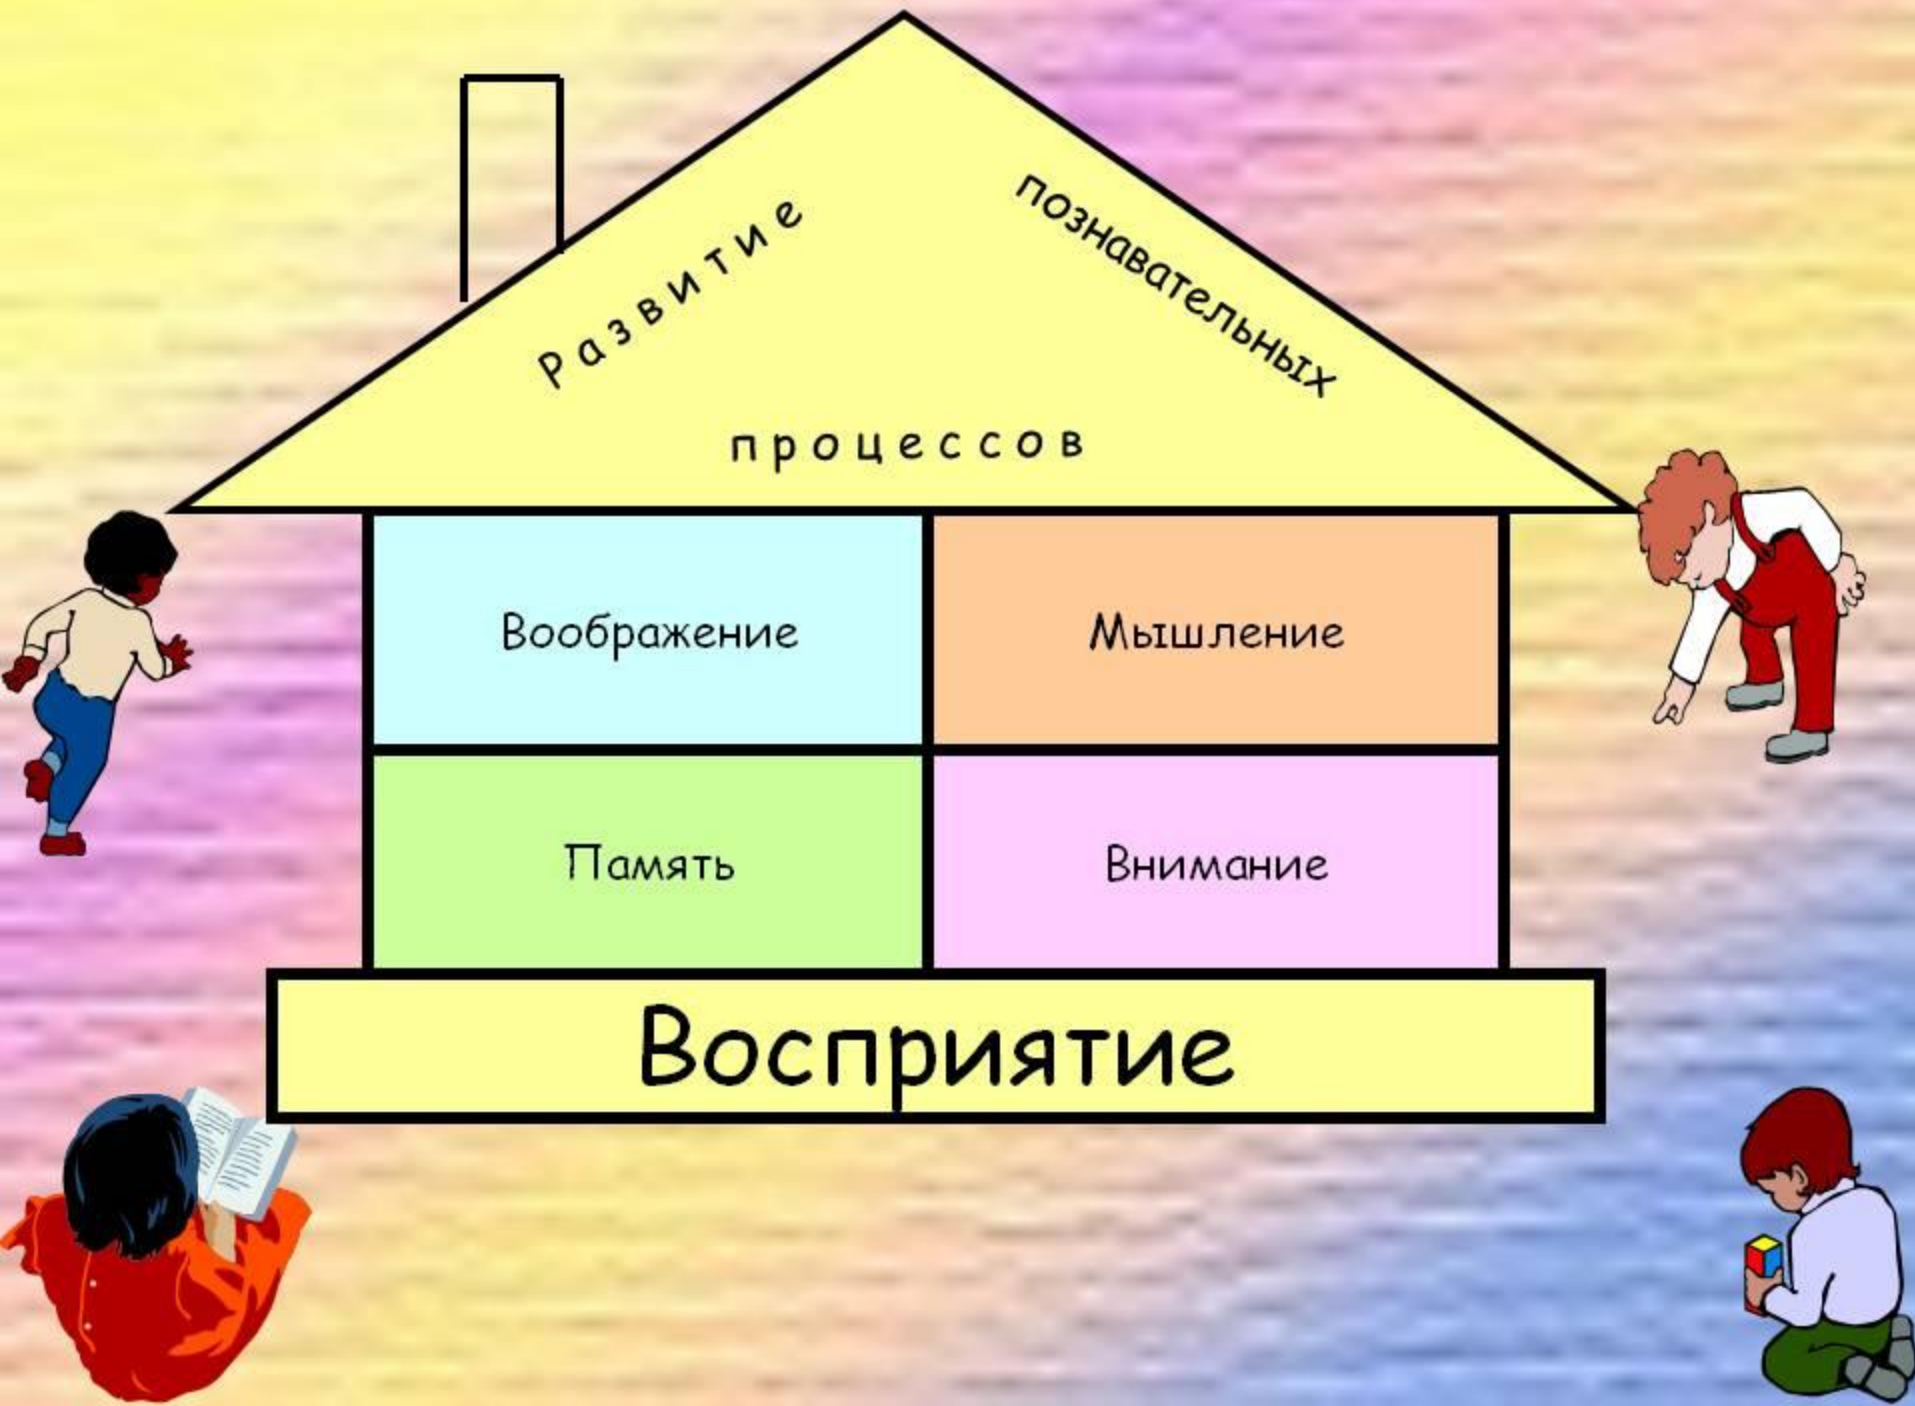 Развитие
познавательных
процессов
Воображение
Мышление
Память
Внимание
Восприятие